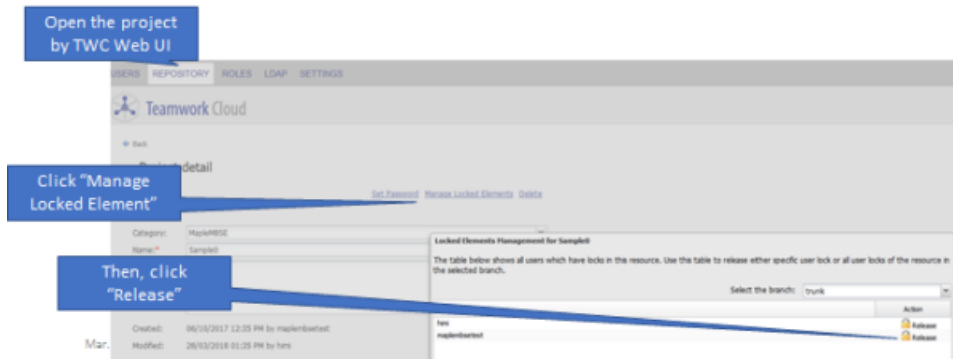 Open the project
by TWC Web UI
USERS REPOSITORY ROLES LDAP SETTINGS
Teamwork Cloud
Back
detail
Click “Manage
Locked Element”
Set Password Manage Locked Elements Delete
Category: MapleMBSE
Name:* Sample0
Locked Elements Management for Sample0
The table below shows all users which have locks in this resource. Use this table to release either specific user lock or all user locks of the resource in
the selected branch.
Then, click
“Release”
Select the branch: trunk
Action
hmi Release
maplembsetest Release
Created: 06/10/2017 12:35 PM by maplembsetest
Mar.
Modified: 28/03/2018 01:25 PM by hmi